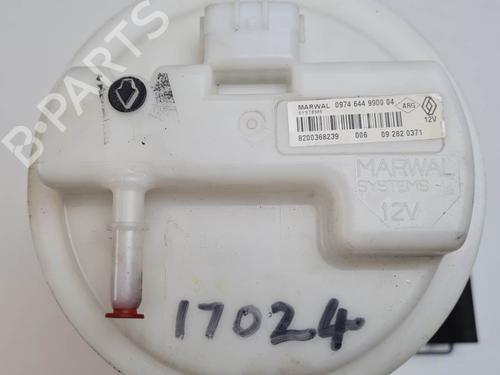 B-PARTS
MARWAL 0974 644 9900 04
SYSTEMS
ARG
12V
8200368239 006 09 282 0371
MARWAL
SYSTEMS
12V
17024